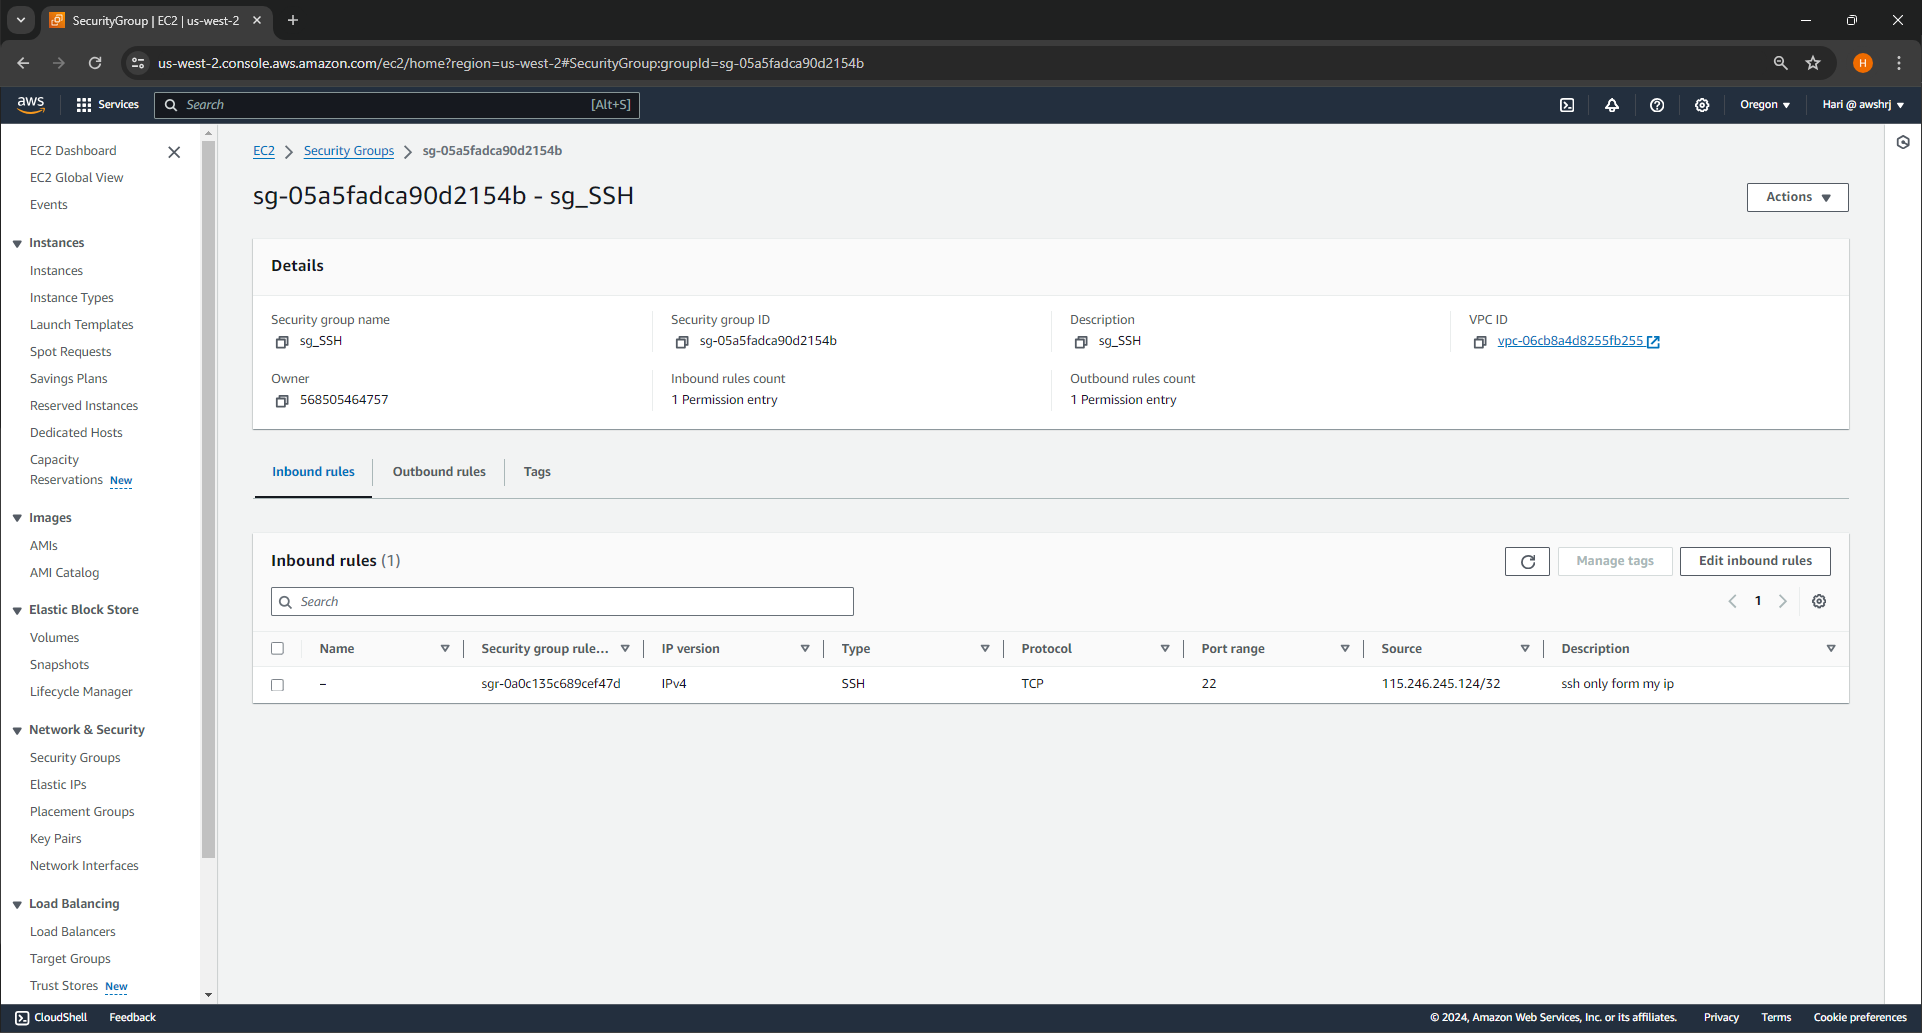 SecurityGroup | EC2 | us-west-2
us-west-2.console.aws.amazon.com/ec2/home?region=us-west-2#SecurityGroup:groupId=sg-05a5fadca90d2154b
H
aws Services Search [Alt+S] Oregon Hari @ awshrj
EC2 Dashboard
EC2 Global View
Events
Instances
Instances
Instance Types
Launch Templates
Spot Requests
Savings Plans
Reserved Instances
Dedicated Hosts
Capacity
Reservations New
Images
AMIs
AMI Catalog
Elastic Block Store
Volumes
Snapshots
Lifecycle Manager
Network & Security
Security Groups
Elastic IPs
Placement Groups
Key Pairs
Network Interfaces
Load Balancing
Load Balancers
Target Groups
Trust Stores New
EC2 Security Groups sg-05a5fadca90d2154b
sg-05a5fadca90d2154b - sg_SSH
Actions
Details
Security group name Security group ID Description VPC ID
sg_SSH sg-05a5fadca90d2154b sg_SSH vpc-06cb8a4d8255fb255
Owner Inbound rules count Outbound rules count
568505464757 1 Permission entry 1 Permission entry
Inbound rules Outbound rules Tags
Inbound rules (1) Manage tags Edit inbound rules
Search 1
Name Security group rule... IP version Type Protocol Port range Source Description
– sgr-0a0c135c689cef47d IPv4 SSH TCP 22 115.246.245.124/32 ssh only form my ip
CloudShell Feedback © 2024, Amazon Web Services, Inc. or its affiliates. Privacy Terms Cookie preferences